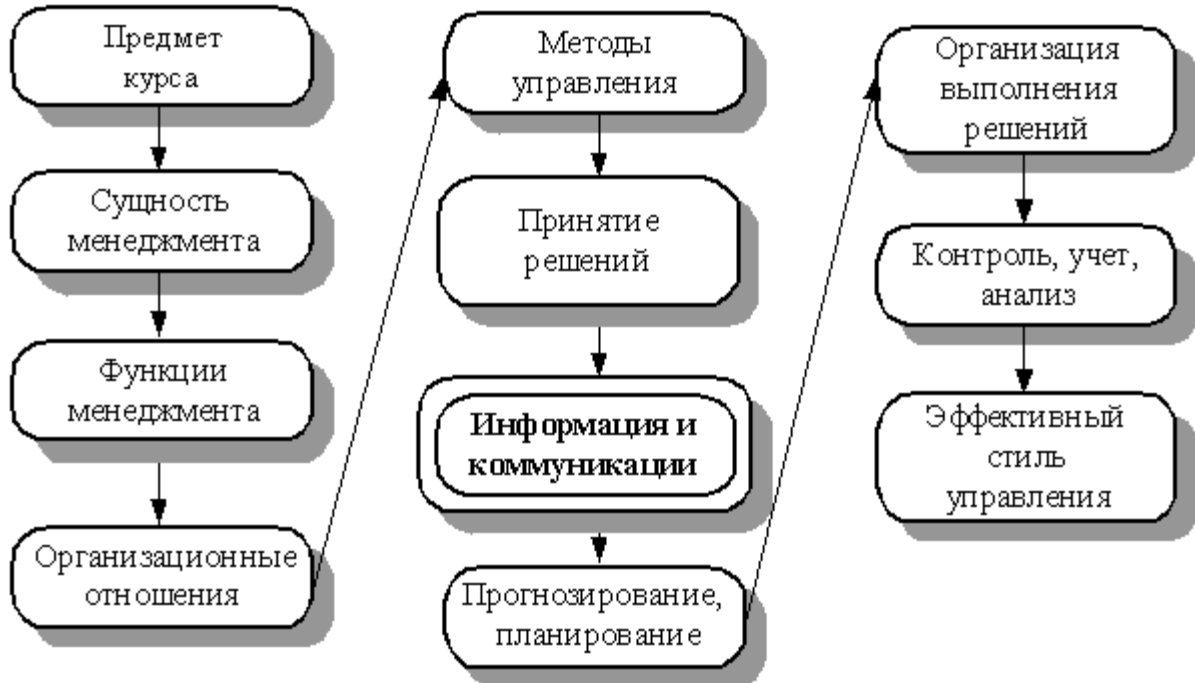 Предмет
курса
Сущность
менеджмента
Функции
менеджмента
Организационные
отношения
Методы
управления
Принятие
решений
Информация и
коммуникации
Прогнозирование,
планирование
Организация
выполнения
решений
Контроль, учет,
анализ
Эффективный
стиль
управления